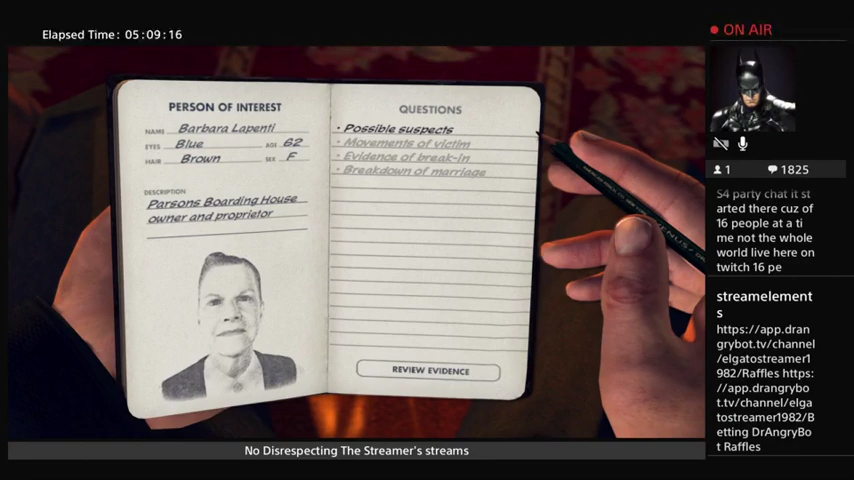 Elapsed Time: 05:09:16
ON AIR
PERSON OF INTEREST
NAME Barbara Lapenti
EYES Blue AGE 62
HAIR Brown SEX F
DESCRIPTION
Parsons Boarding House
owner and proprietor
QUESTIONS
• Possible suspects
• Movements of victim
• Evidence of break-in
• Breakdown of marriage
REVIEW EVIDENCE
VENUS
No Disrespecting The Streamer's streams
1 1825
S4 party chat it st
arted there cuz of
16 people at a ti
me not the whole
world live here on
twitch 16 pe
streamelement
s
https://app.dran
grybot.tv/channel
/elgatostreamer1
982/Raffles https:
//app.drangrybo
t.tv/channel/elga
tostreamer1982/B
etting DrAngryBo
t Raffles